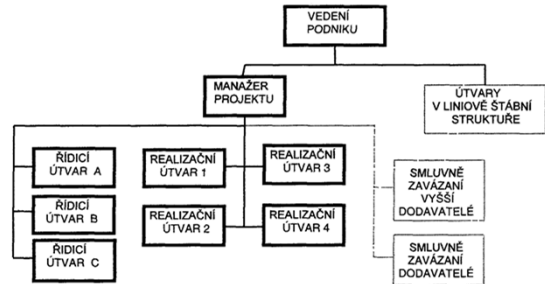 VEDENÍ
PODNIKU
MANAŽER
PROJEKTU
ÚTVARY
V LINIOVĚ ŠTÁBNÍ
STRUKTUŘE
ŘÍDICÍ
ÚTVAR A
REALIZAČNÍ
ÚTVAR 1
REALIZAČNÍ
ÚTVAR 3
SMLUVNĚ
ZAVÁZANÍ
VYŠŠÍ
DODAVATELÉ
ŘÍDICÍ
ÚTVAR B
REALIZAČNÍ
ÚTVAR 2
REALIZAČNÍ
ÚTVAR 4
ŘIDICÍ
ÚTVAR C
SMLUVNĚ
ZAVÁZANÍ
DODAVATELÉ